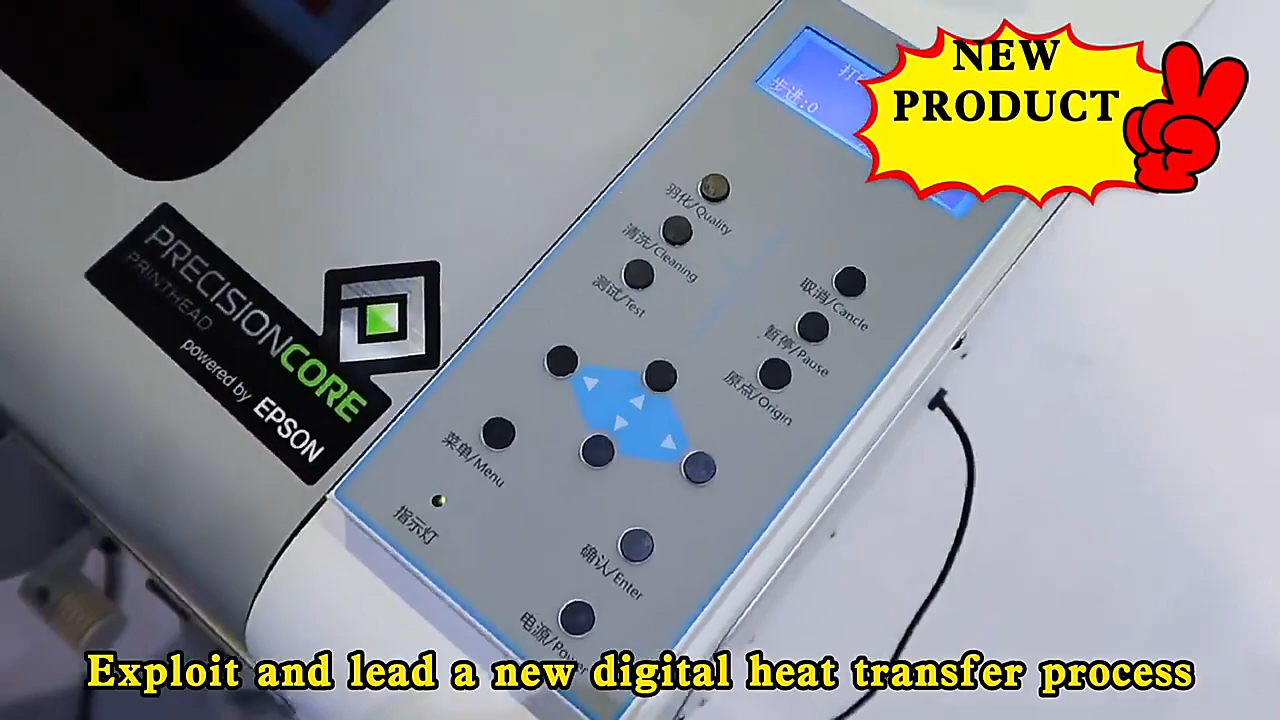 NEW
PRODUCT
步进:0
羽化/Quality
清洗/Cleaning
测试/Test
取消/Cancle
暂停/Pause
原点/Origin
菜单/Menu
指示灯
确认/Enter
电源/Power
PRECISIONCORE
PRINTHEAD
powered by EPSON
Exploit and lead a new digital heat transfer process